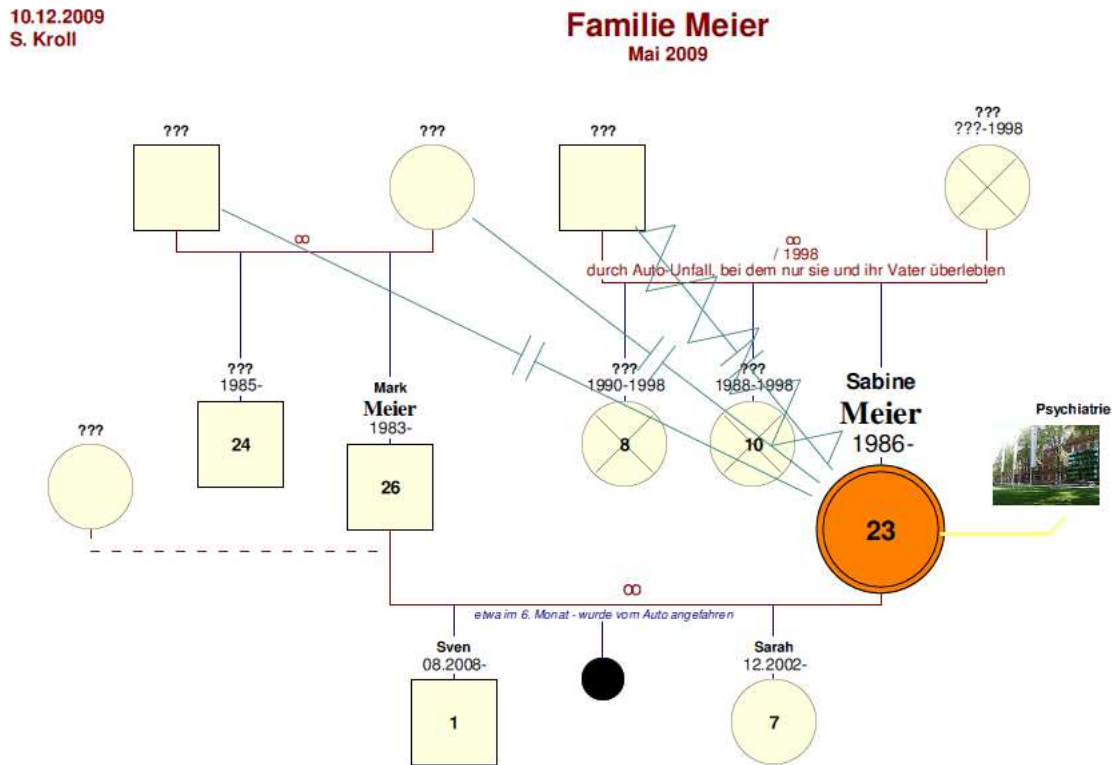 10.12.2009
S. Kroll
Familie Meier
Mai 2009
???
???
???
???
???-1998
∞
∞
/ 1998
durch Auto-Unfall, bei dem nur sie und ihr Vater überlebten
???
1985-
24
Mark
Meier
1983-
26
???
???
1990-1998
8
???
1988-1998
10
Sabine
Meier
1986-
23
Psychiatrie
∞
etwa im 6. Monat - wurde vom Auto angefahren
Sven
08.2008-
1
Sarah
12.2002-
7